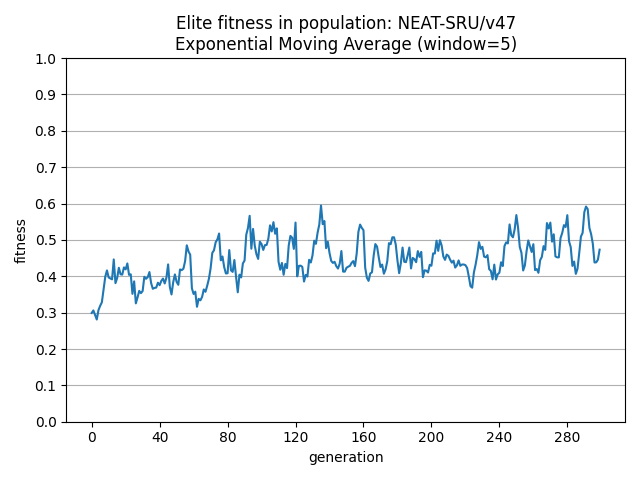 Elite fitness in population: NEAT-SRU/v47
Exponential Moving Average (window=5)
1.0
0.9
0.8
0.7
0.6
0.5
0.4
0.3
0.2
0.1
0.0
fitness
0 40 80 120 160 200 240 280
generation